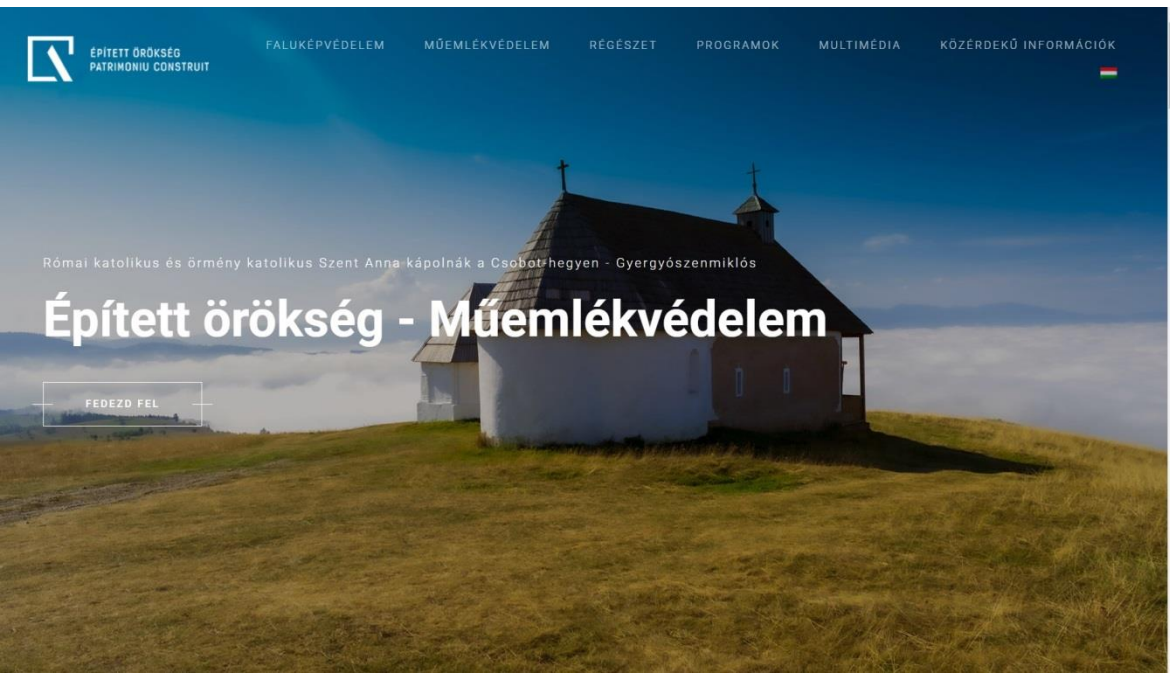 ÉPÍTETT ÖRÖKSÉG
PATRIMONIU CONSTRUIT
FALUKÉPVÉDELEM MŰEMLÉKVÉDELEM RÉGÉSZET PROGRAMOK MULTIMÉDIA KÖZÉRDEKŰ INFORMÁCIÓK
Római katolikus és örmény katolikus Szent Anna kápolnák a Csobot-hegyen - Gyergyószenmiklós
Épített örökség - Műemlékvédelem
FEDEZD FEL